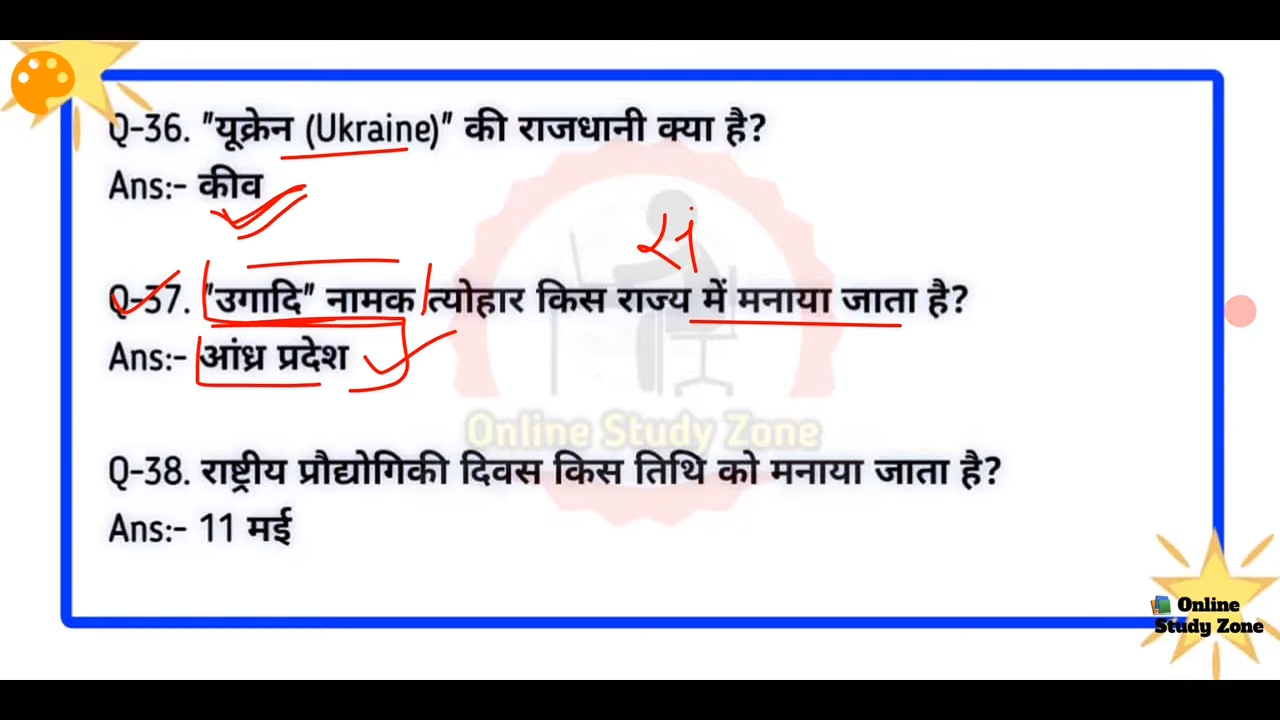 Q-36. "यूक्रेन (Ukraine)" की राजधानी क्या है?
Ans:- कीव
Q-37. "उगादि" नामक त्योहार किस राज्य में मनाया जाता है?
Ans:- आंध्र प्रदेश
Online Study Zone
Q-38. राष्ट्रीय प्रौद्योगिकी दिवस किस तिथि को मनाया जाता है?
Ans:- 11 मई
Online
Study Zone